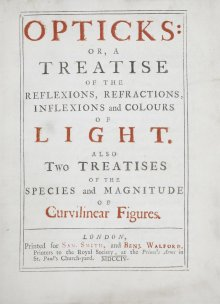 OPTICKS:
OR, A
TREATISE
OF THE
REFLEXIONS, REFRACTIONS,
INFLEXIONS and COLOURS
OF
LIGHT.
ALSO
Two TREATISES
OF THE
SPECIES and MAGNITUDE
OF
Curvilinear Figures.
LONDON,
Printed for SAM. SMITH, and BENJ. WALFORD,
Printers to the Royal Society, at the Prince's Arms in
St. Paul's Church-yard. MDCCIV.